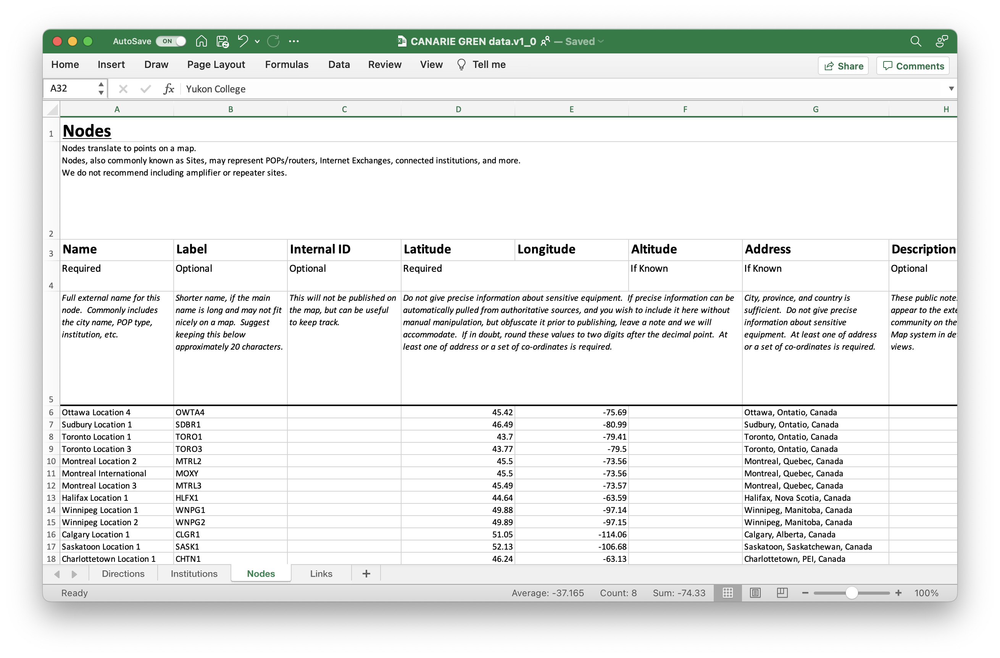 AutoSave ON CANARIE GREN data.v1_0 — Saved
Home Insert Draw Page Layout Formulas Data Review View Tell me Share Comments
A32 fx Yukon College
A B C D E F G H
1 Nodes
Nodes translate to points on a map.
Nodes, also commonly known as Sites, may represent POPs/routers, Internet Exchanges, connected institutions, and more.
We do not recommend including amplifier or repeater sites.
2
3 Name Label Internal ID Latitude Longitude Altitude Address Description
Required Optional Optional Required If Known If Known Optional
4
Full external name for this
node. Commonly includes
the city name, POP type,
institution, etc.
Shorter name, if the main
name is long and may not fit
nicely on a map. Suggest
keeping this below
approximately 20 characters.
This will not be published on
the map, but can be useful
to keep track.
Do not give precise information about sensitive equipment. If precise information can be
automatically pulled from authoritative sources, and you wish to include it here without
manual manipulation, but obfuscate it prior to publishing, leave a note and we will
accommodate. If in doubt, round these values to two digits after the decimal point. At
least one of address or a set of co-ordinates is required.
City, province, and country is
sufficient. Do not give precise
information about sensitive
equipment. At least one of address
or a set of co-ordinates is required.
These public note
appear to the exte
community on the
Map system in de
views.
5
6 Ottawa Location 4 OWTA4 45.42 -75.69 Ottawa, Ontatio, Canada
7 Sudbury Location 1 SDBR1 46.49 -80.99 Sudbury, Ontatio, Canada
8 Toronto Location 1 TORO1 43.7 -79.41 Toronto, Ontatio, Canada
9 Toronto Location 3 TORO3 43.77 -79.5 Toronto, Ontatio, Canada
10 Montreal Location 2 MTRL2 45.5 -73.56 Montreal, Quebec, Canada
11 Montreal International MOXY 45.5 -73.56 Montreal, Quebec, Canada
12 Montreal Location 3 MTRL3 45.49 -73.57 Montreal, Quebec, Canada
13 Halifax Location 1 HLFX1 44.64 -63.59 Halifax, Nova Scotia, Canada
14 Winnipeg Location 1 WNPG1 49.88 -97.14 Winnipeg, Manitoba, Canada
15 Winnipeg Location 2 WNPG2 49.89 -97.15 Winnipeg, Manitoba, Canada
16 Calgary Location 1 CLGR1 51.05 -114.06 Calgary, Alberta, Canada
17 Saskatoon Location 1 SASK1 52.13 -106.68 Saskatoon, Saskatchewan, Canada
18 Charlottetown Location 1 CHTN1 46.24 -63.13 Charlottetown, PEI, Canada
Directions Institutions Nodes Links +
Ready Average: -37.165 Count: 8 Sum: -74.33 − + 100%